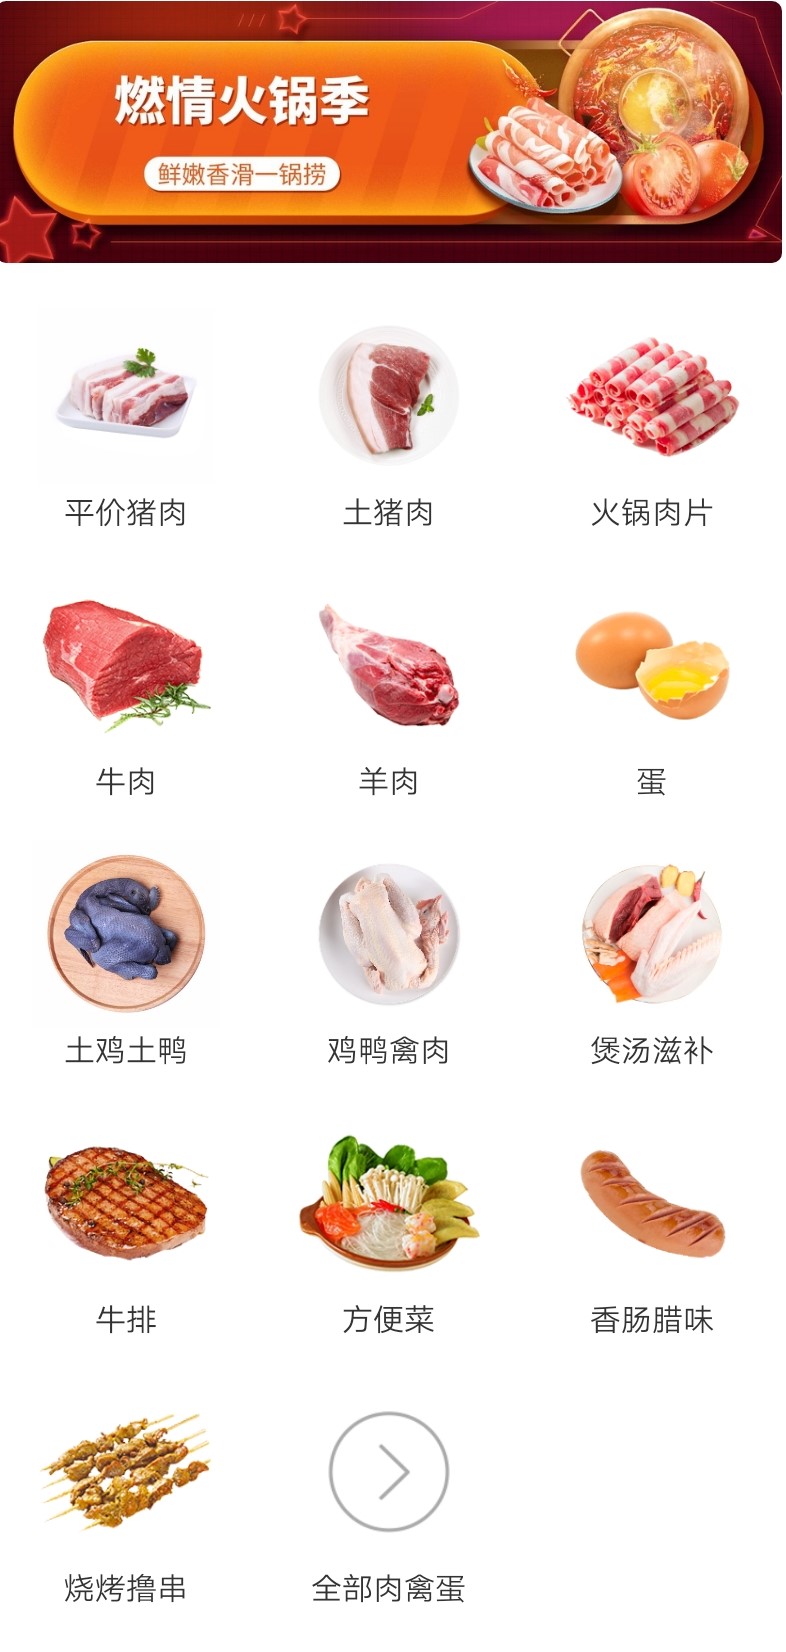 燃情火锅季
鲜嫩香滑一锅捞
平价猪肉
土猪肉
火锅肉片
牛肉
羊肉
蛋
土鸡土鸭
鸡鸭禽肉
煲汤滋补
牛排
方便菜
香肠腊味
烧烤撸串
全部肉禽蛋